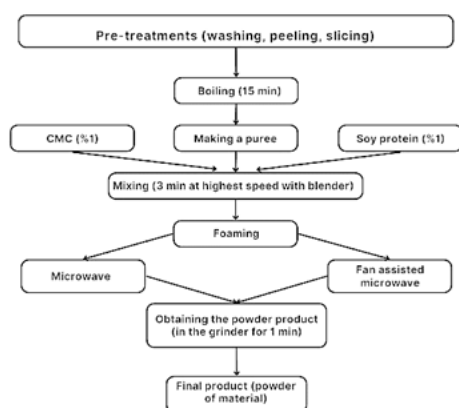 Pre-treatments (washing, peeling, slicing)
Boiling (15 min)
CMC (%1)
Making a puree
Soy protein (%1)
Mixing (3 min at highest speed with blender)
Foaming
Microwave
Fan assisted
microwave
Obtaining the powder product
(in the grinder for 1 min)
Final product (powder
of material)